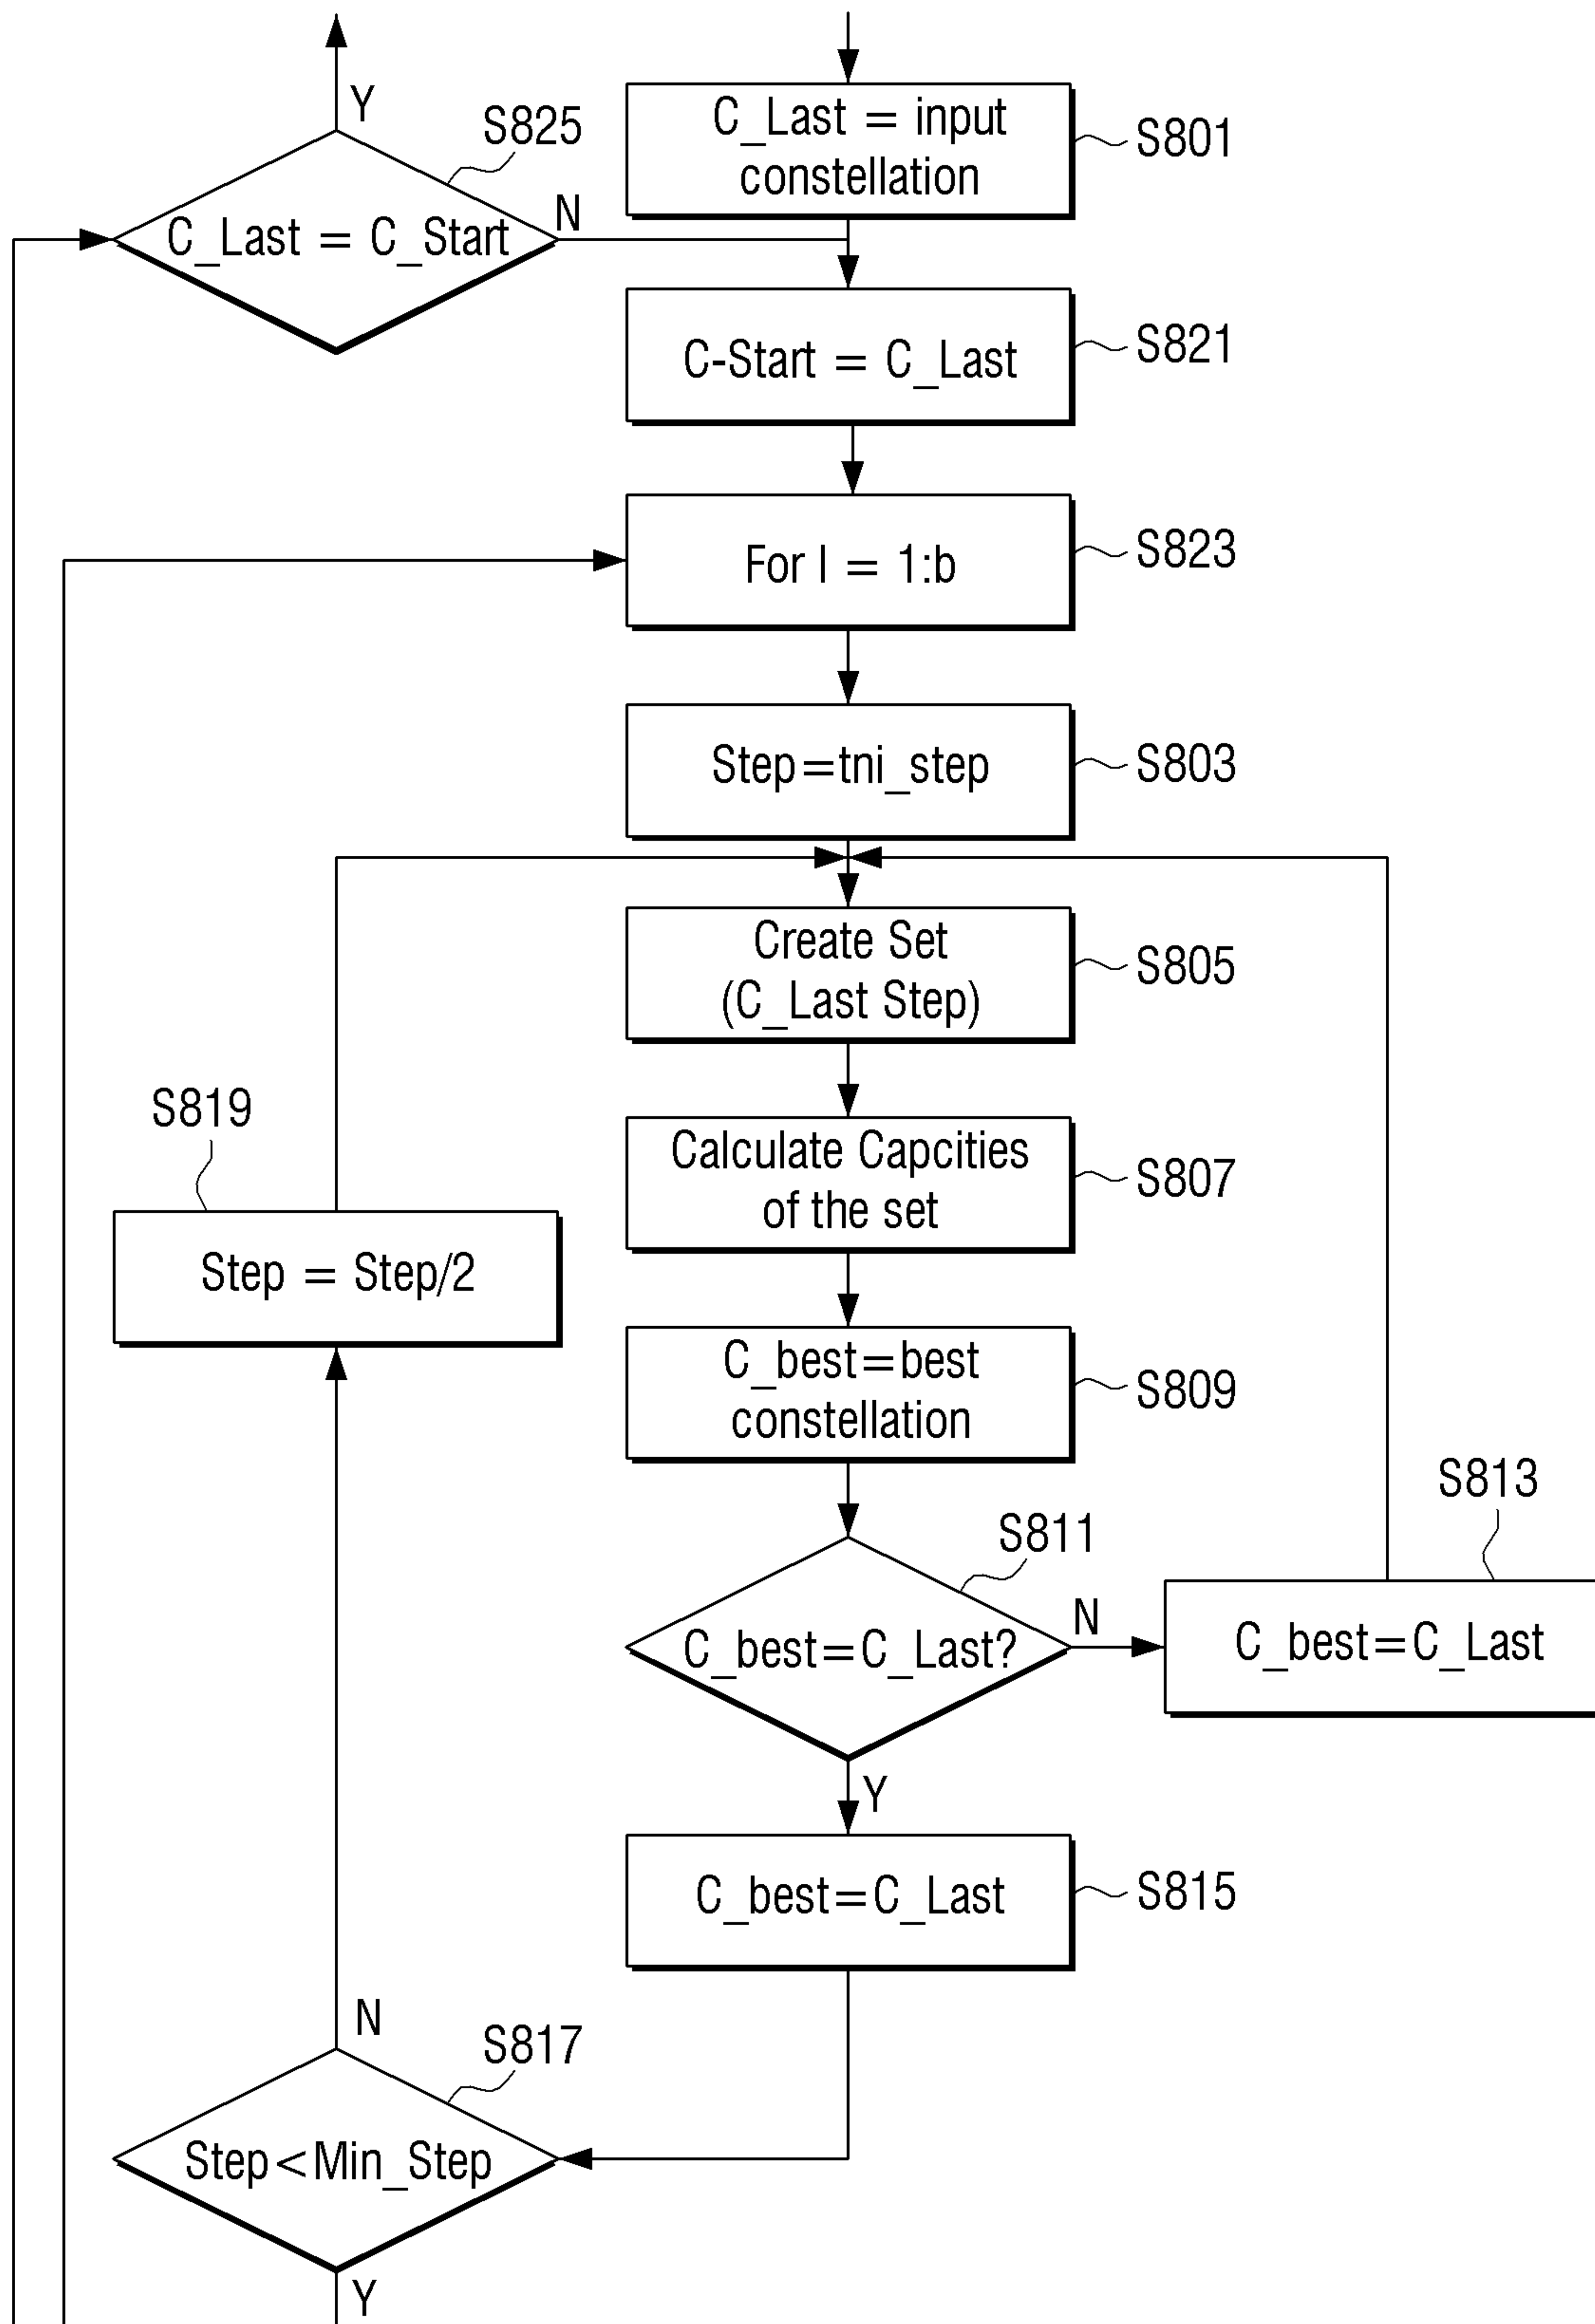 Y
S825
C_Last = C_Start
N
C_Last = input
constellation
S801
C-Start = C_Last
S821
For I = 1:b
S823
Step=tni_step
S803
Create Set
(C_Last Step)
S805
Calculate Capcities
of the set
S807
S819
Step = Step/2
C_best=best
constellation
S809
S811
C_best=C_Last?
N
S813
C_best=C_Last
Y
C_best=C_Last
S815
N
S817
Step<Min_Step
Y